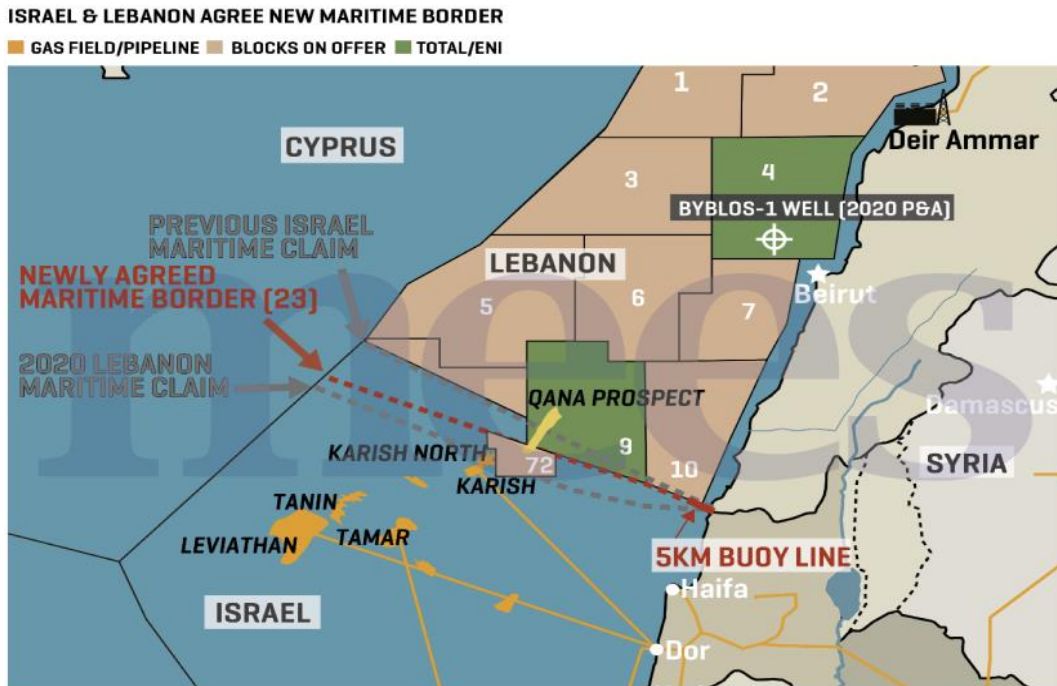 ISRAEL & LEBANON AGREE NEW MARITIME BORDER
GAS FIELD/PIPELINE BLOCKS ON OFFER TOTAL/ENI
1
2
Deir Ammar
CYPRUS
3
4
BYBLOS-1 WELL (2020 P&A)
PREVIOUS ISRAEL
MARITIME CLAIM
LEBANON
NEWLY AGREED
MARITIME BORDER (23)
5
6
7
Beirut
2020 LEBANON
MARITIME CLAIM
mees
QANA PROSPECT
Damascus
KARISH NORTH
72
9
10
SYRIA
KARISH
TANIN
LEVIATHAN
TAMAR
5KM BUOY LINE
Haifa
ISRAEL
Dor